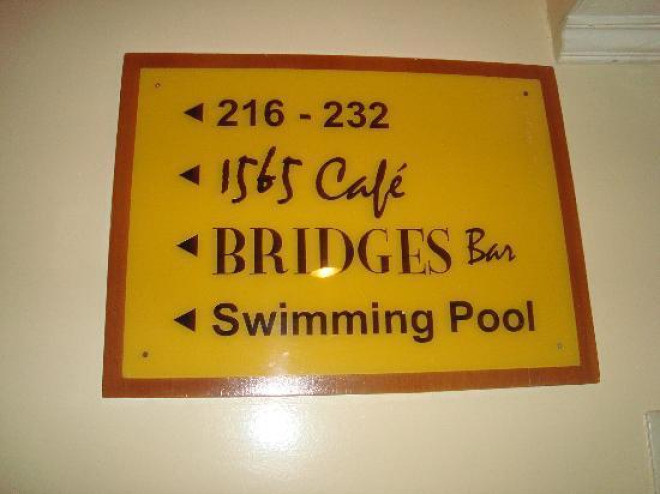 ◄ 216 - 232
◄ 1565 Café
◄ BRIDGES Bar
◄ Swimming Pool